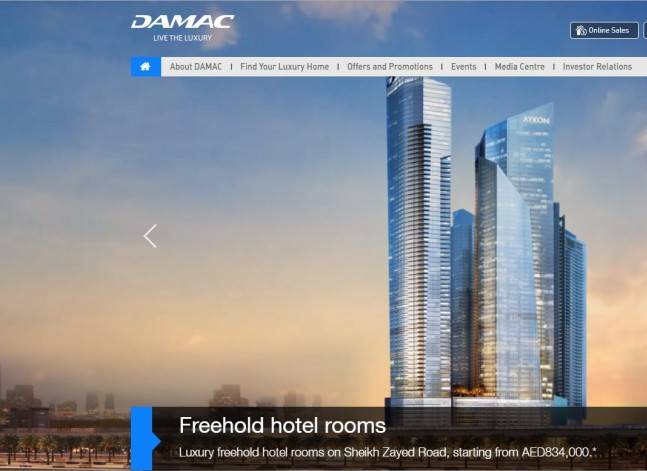 DAMAC
LIVE THE LUXURY
Online Sales
About DAMAC | Find Your Luxury Home | Offers and Promotions | Events | Media Centre | Investor Relations
AYKON
Freehold hotel rooms
Luxury freehold hotel rooms on Sheikh Zayed Road, starting from AED834,000.*